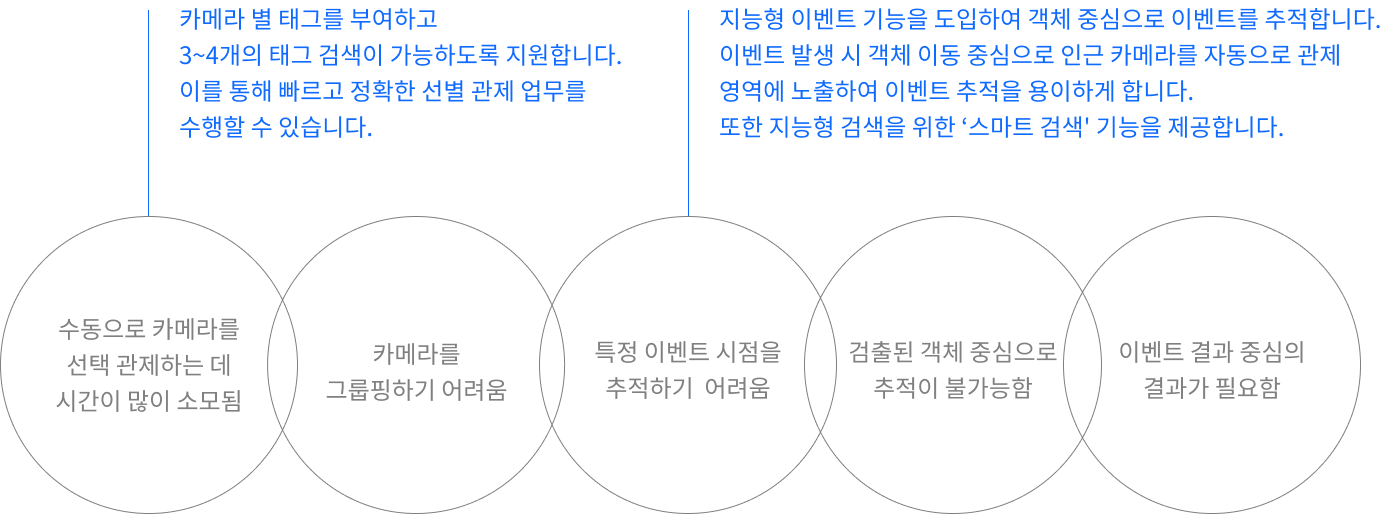 카메라 별 태그를 부여하고
3~4개의 태그 검색이 가능하도록 지원합니다.
이를 통해 빠르고 정확한 선별 관제 업무를
수행할 수 있습니다.
지능형 이벤트 기능을 도입하여 객체 중심으로 이벤트를 추적합니다.
이벤트 발생 시 객체 이동 중심으로 인근 카메라를 자동으로 관제
영역에 노출하여 이벤트 추적을 용이하게 합니다.
또한 지능형 검색을 위한 ‘스마트 검색' 기능을 제공합니다.
수동으로 카메라를
선택 관제하는 데
시간이 많이 소모됨
카메라를
그룹핑하기 어려움
특정 이벤트 시점을
추적하기  어려움
검출된 객체 중심으로
추적이 불가능함
이벤트 결과 중심의
결과가 필요함